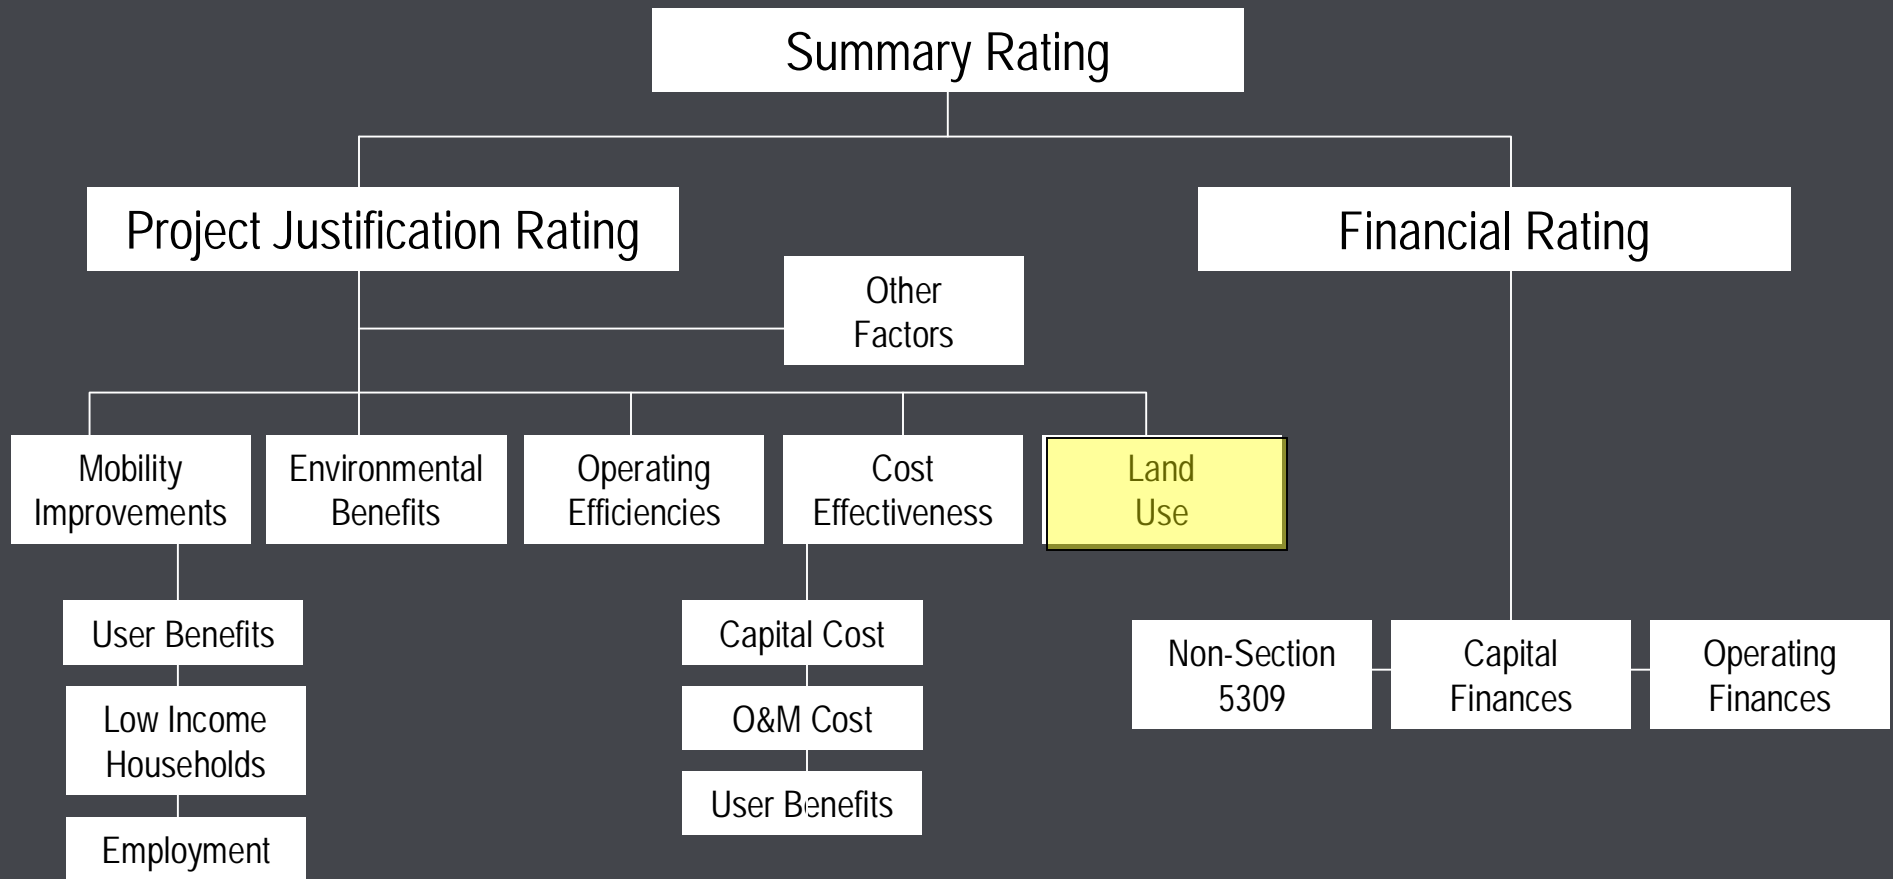 Summary Rating
Project Justification Rating
Financial Rating
Other
Factors
Mobility
Improvements
Environmental
Benefits
Operating
Efficiencies
Cost
Effectiveness
Land
Use
User Benefits
Low Income
Households
Employment
Capital Cost
O&M Cost
User Benefits
Non-Section
5309
Capital
Finances
Operating
Finances